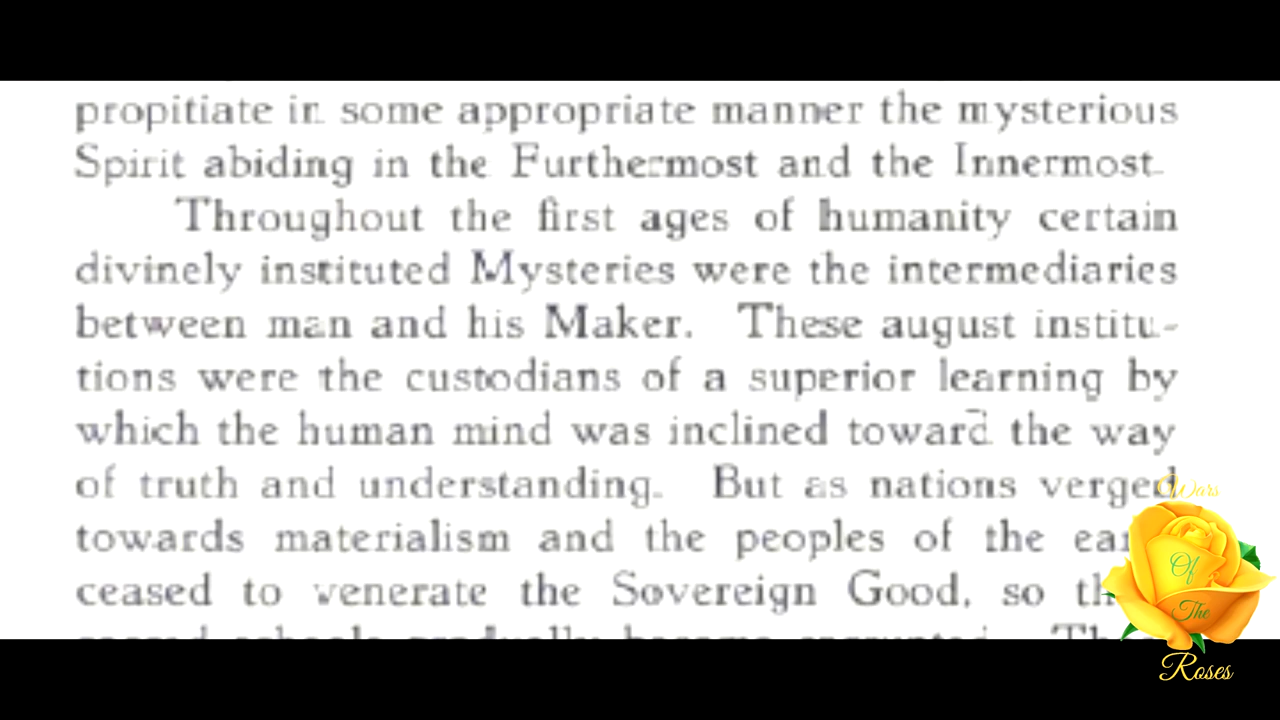 propitiate in some appropriate manner the mysterious
Spirit abiding in the Furthermost and the Innermost.
Throughout the first ages of humanity certain
divinely instituted Mysteries were the intermediaries
between man and his Maker. These august institu-
tions were the custodians of a superior learning by
which the human mind was inclined toward the way
of truth and understanding. But as nations verged
towards materialism and the peoples of the
ceased to venerate the Sovereign Good, so
Wars
Of
The
Roses